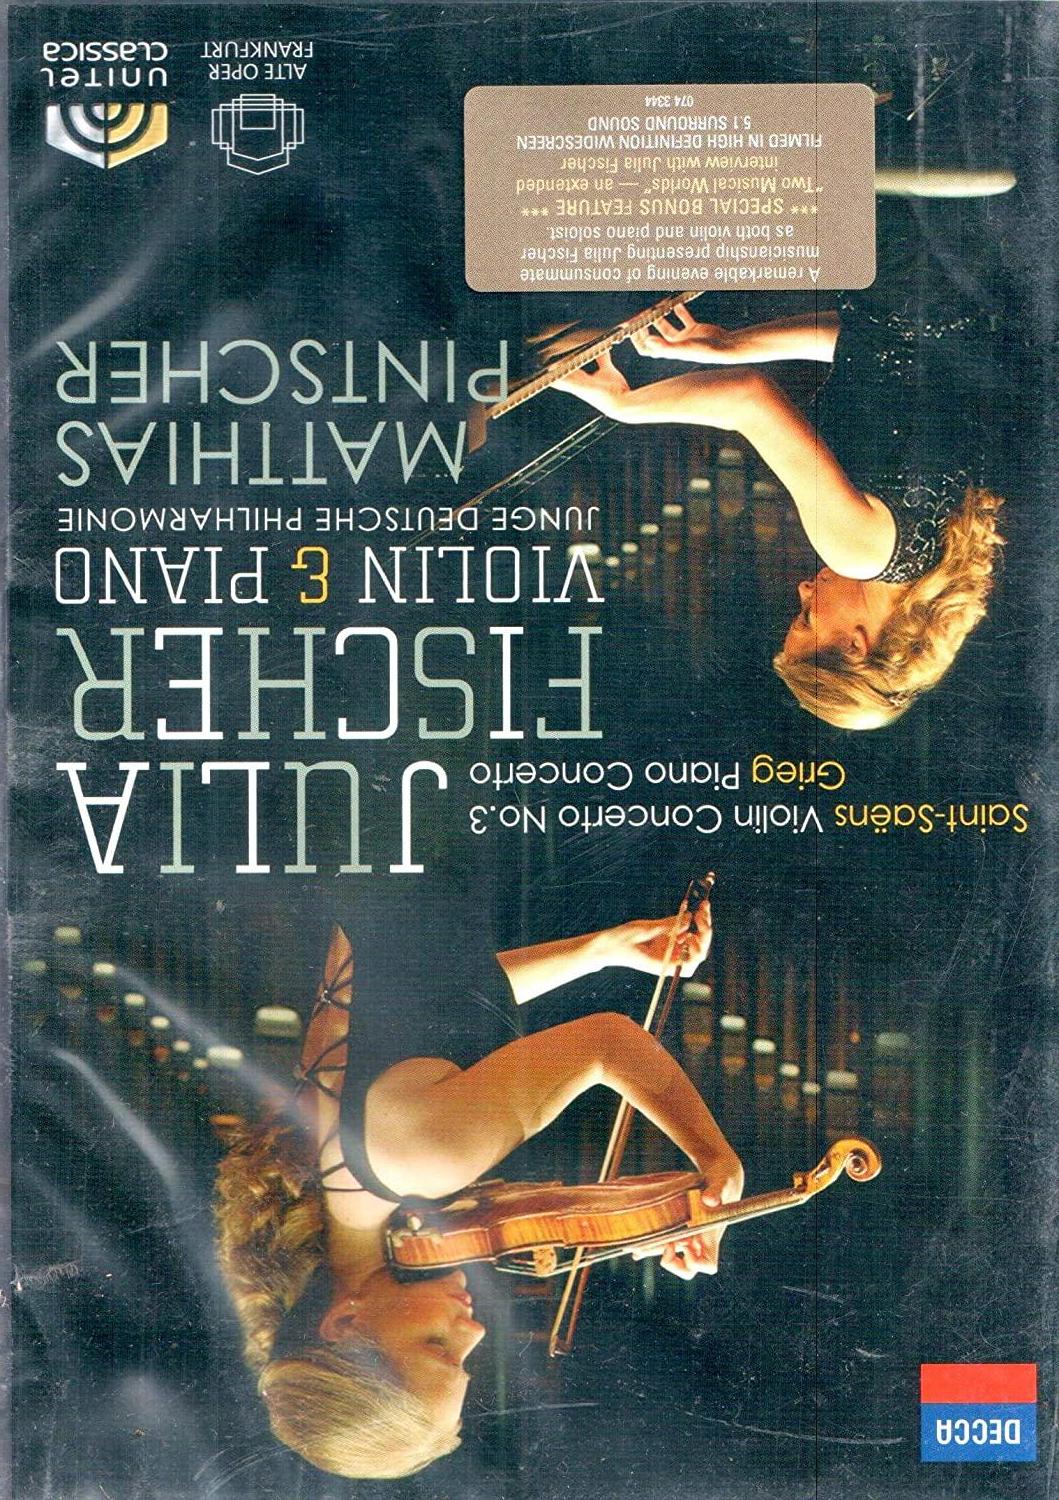 DECCA
Saint-Saëns Violin Concerto No.3
Grieg Piano Concerto
JULIA
FISCHER
VIOLIN & PIANO
JUNGE DEUTSCHE PHILHARMONIE
MATTHIAS
PINTSCHER
A remarkable evening of consummate
musicianship presenting Julia Fischer
as both violin and piano soloist.
*** SPECIAL BONUS FEATURE ***
"Two Musical Worlds" — an extended
interview with Julia Fischer
FILMED IN HIGH DEFINITION WIDESCREEN
5.1 SURROUND SOUND
074 3344
ALTE OPER
FRANKFURT
unitel
classica